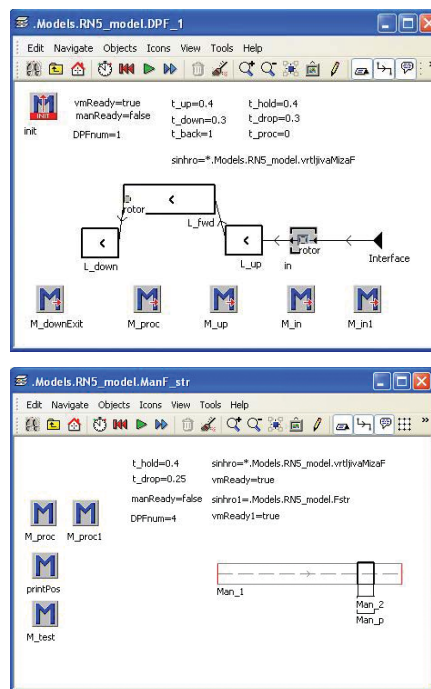 .Models.RN5_model.DPF_1
Edit Navigate Objects Icons View Tools Help
INIT
init
vmReady=true t_up=0.4 t_hold=0.4
manReady=false t_down=0.3 t_drop=0.3
DPFnum=1 t_back=1 t_proc=0
sinhro=*.Models.RN5_model.vrtljivaMizaF
rotor
L_fwd
L_down
L_up
rotor
in
Interface
M_downExit M_proc M_up M_in M_in1
.Models.RN5_model.ManF_str
Edit Navigate Objects Icons View Tools Help
t_hold=0.4 sinhro=*.Models.RN5_model.vrtljivaMizaF
t_drop=0.25 vmReady=true
manReady=false sinhro1=.Models.RN5_model.Fstr
DPFnum=4 vmReady1=true
M_proc M_proc1
printPos
M_test
Man_1
Man_2
Man_p